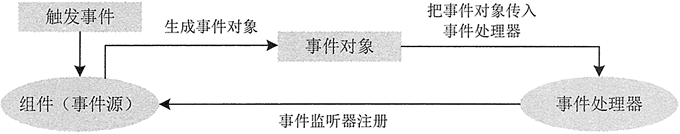 触发事件
生成事件对象
把事件对象传入
事件处理器
事件对象
组件（事件源）
事件处理器
事件监听器注册